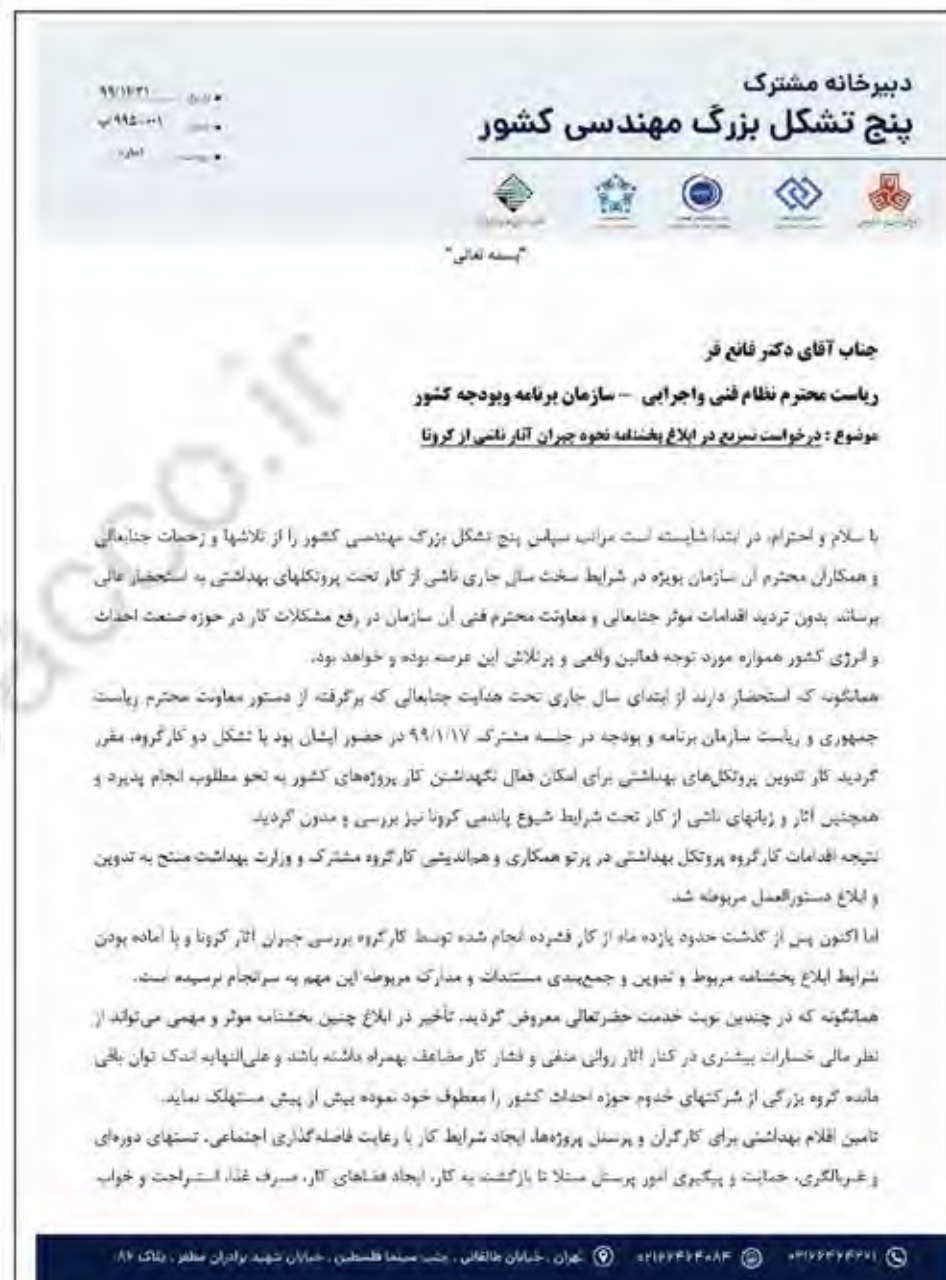 دبیرخانه مشترک
پنج تشکل بزرگ مهندسی کشور
"بسمه تعالی"
جناب آقای دکتر قانع فر
ریاست محترم نظام فنی واجرایی – سازمان برنامه وبودجه کشور
موضوع : درخواست تسریع در ابلاغ بخشنامه نحوه جبران آثار ناشی از کرونا
با سلام و احترام، در ابتدا شایسته است مراتب سپاس پنج تشکل بزرگ مهندسی کشور را از تلاشها و زحمات جنابعالی
و همکاران محترم آن سازمان بویژه در شرایط سخت سال جاری ناشی از کار تحت پروتکلهای بهداشتی به استحضار عالی
برساند. بدون تردید اقدامات موثر جنابعالی و معاونت محترم فنی آن سازمان در رفع مشکلات کار در حوزه صنعت احداث
و انرژی کشور همواره مورد توجه فعالین واقعی و پرتلاش این عرصه بوده و خواهد بود.
همانگونه که استحضار دارند از ابتدای سال جاری تحت هدایت جنابعالی که برگرفته از دستور معاونت محترم ریاست
جمهوری و ریاست سازمان برنامه و بودجه در جلسه مشترک ۹۹/۱/۱۷ در حضور ایشان بود با تشکل دو کارگروه، مقرر
گردید کار تدوین پروتکل‌های بهداشتی برای امکان فعال نگهداشتن کار پروژه‌های کشور به نحو مطلوب انجام پذیرد و
همچنین آثار و زیانهای ناشی از کار تحت شرایط شیوع پاندمی کرونا نیز بررسی و مدون گردید.
نتیجه اقدامات کارگروه پروتکل بهداشتی در پرتو همکاری و هم‌اندیشی کارگروه مشترک و وزارت بهداشت منتج به تدوین
و ابلاغ دستورالعمل مربوطه شد.
اما اکنون پس از گذشت حدود یازده ماه از کار فشرده انجام شده توسط کارگروه بررسی جبران آثار کرونا و با آماده بودن
شرایط ابلاغ بخشنامه مربوط و تدوین و جمع‌بندی مستندات و مدارک مربوطه این مهم به سرانجام نرسیده است.
همانگونه که در چندین نوبت خدمت حضرتعالی معروض گردید، تأخیر در ابلاغ چنین بخشنامه موثر و مهمی می‌تواند از
نظر مالی خسارات بیشتری در کنار آثار روانی منفی و فشار کار مضاعف بهمراه داشته باشد و علی‌النهایه اندک توان باقی
مانده گروه بزرگی از شرکتهای خدوم حوزه احداث کشور را معطوف خود نموده بیش از پیش مستهلک نماید.
تامین اقلام بهداشتی برای کارگران و پرسنل پروژه‌ها، ایجاد شرایط کار با رعایت فاصله‌گذاری اجتماعی، تستهای دوره‌ای
و غربالگری، حمایت و پیگیری امور پرسنل مبتلا تا بازگشت به کار، ایجاد فضاهای کار، صرف غذا، استراحت و خواب
تهران ، خیابان طالقانی ، جنب سینما فلسطین ، خیابان شهید برادران مظفر ، پلاک ۸۶